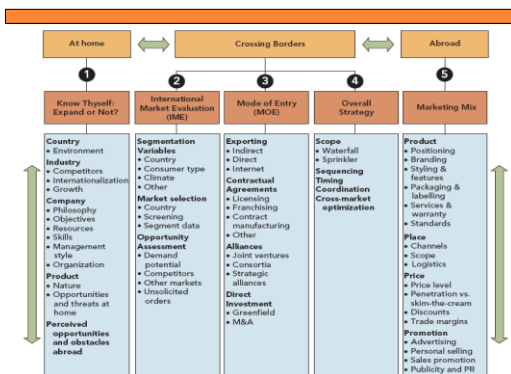 At home
Crossing Borders
Abroad
1
2
3
4
5
Know Thyself:
Expand or Not?
International
Market Evaluation
(IME)
Mode of Entry
(MOE)
Overall
Strategy
Marketing Mix
Country
• Environment
Industry
• Competitors
• Internationalization
• Growth
Company
• Philosophy
• Objectives
• Resources
• Skills
• Management
style
• Organization
Product
• Nature
• Opportunities
and threats at
home
Perceived
opportunities
and obstacles
abroad
Segmentation
Variables
• Country
• Consumer type
• Climate
• Other
Market selection
• Country
• Screening
• Segment data
Opportunity
Assessment
• Demand
potential
• Competitors
• Other markets
• Unsolicited
orders
Exporting
• Indirect
• Direct
• Internet
Contractual
Agreements
• Licensing
• Franchising
• Contract
manufacturing
• Other
Alliances
• Joint ventures
• Consortia
• Strategic
alliances
Direct
Investment
• Greenfield
• M&A
Scope
• Waterfall
• Sprinkler
Sequencing
Timing
Coordination
Cross-market
optimization
Product
• Positioning
• Branding
• Styling &
features
• Packaging &
labelling
• Services &
warranty
• Standards
Place
• Channels
• Scope
• Logistics
Price
• Price level
• Penetration vs.
skim-the-cream
• Discounts
• Trade margins
Promotion
• Advertising
• Personal selling
• Sales promotion
• Publicity and PR